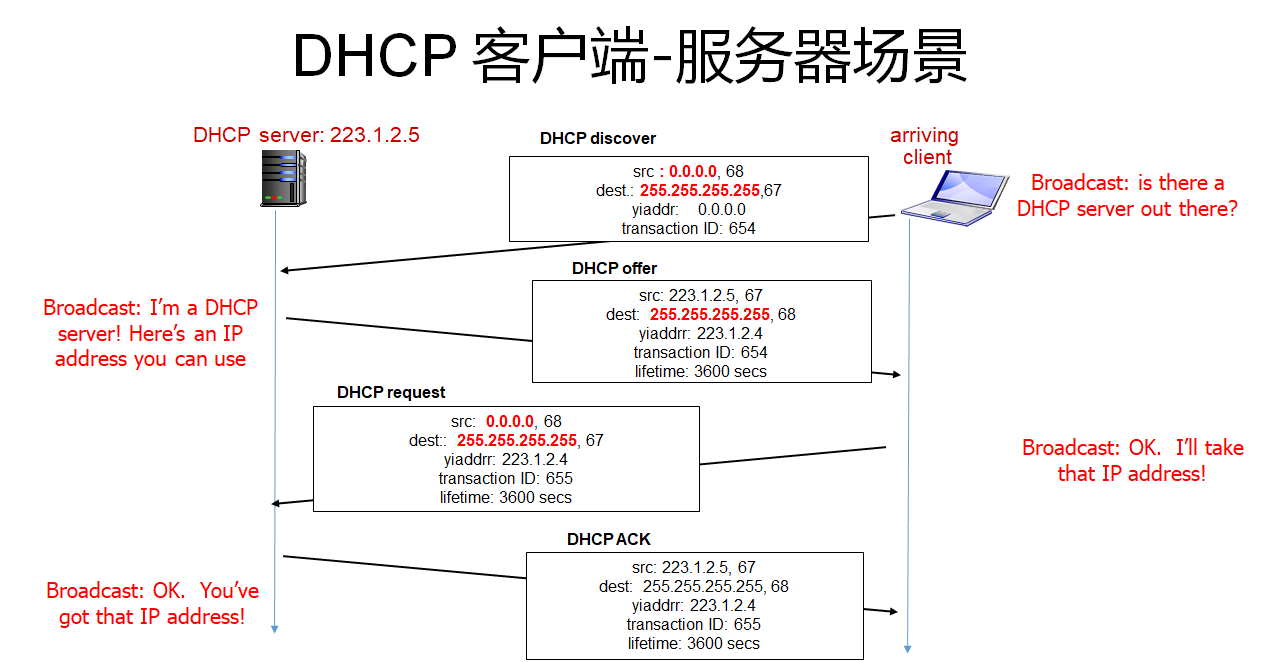 DHCP 客户端-服务器场景
DHCP server: 223.1.2.5
arriving
client
DHCP discover
src : 0.0.0.0, 68
dest.: 255.255.255.255,67
yiaddr: 0.0.0.0
transaction ID: 654
Broadcast: is there a
DHCP server out there?
DHCP offer
src: 223.1.2.5, 67
dest: 255.255.255.255, 68
yiaddrr: 223.1.2.4
transaction ID: 654
lifetime: 3600 secs
Broadcast: I’m a DHCP
server! Here’s an IP
address you can use
DHCP request
src: 0.0.0.0, 68
dest:: 255.255.255.255, 67
yiaddrr: 223.1.2.4
transaction ID: 655
lifetime: 3600 secs
Broadcast: OK. I’ll take
that IP address!
DHCP ACK
src: 223.1.2.5, 67
dest: 255.255.255.255, 68
yiaddrr: 223.1.2.4
transaction ID: 655
lifetime: 3600 secs
Broadcast: OK. You’ve
got that IP address!